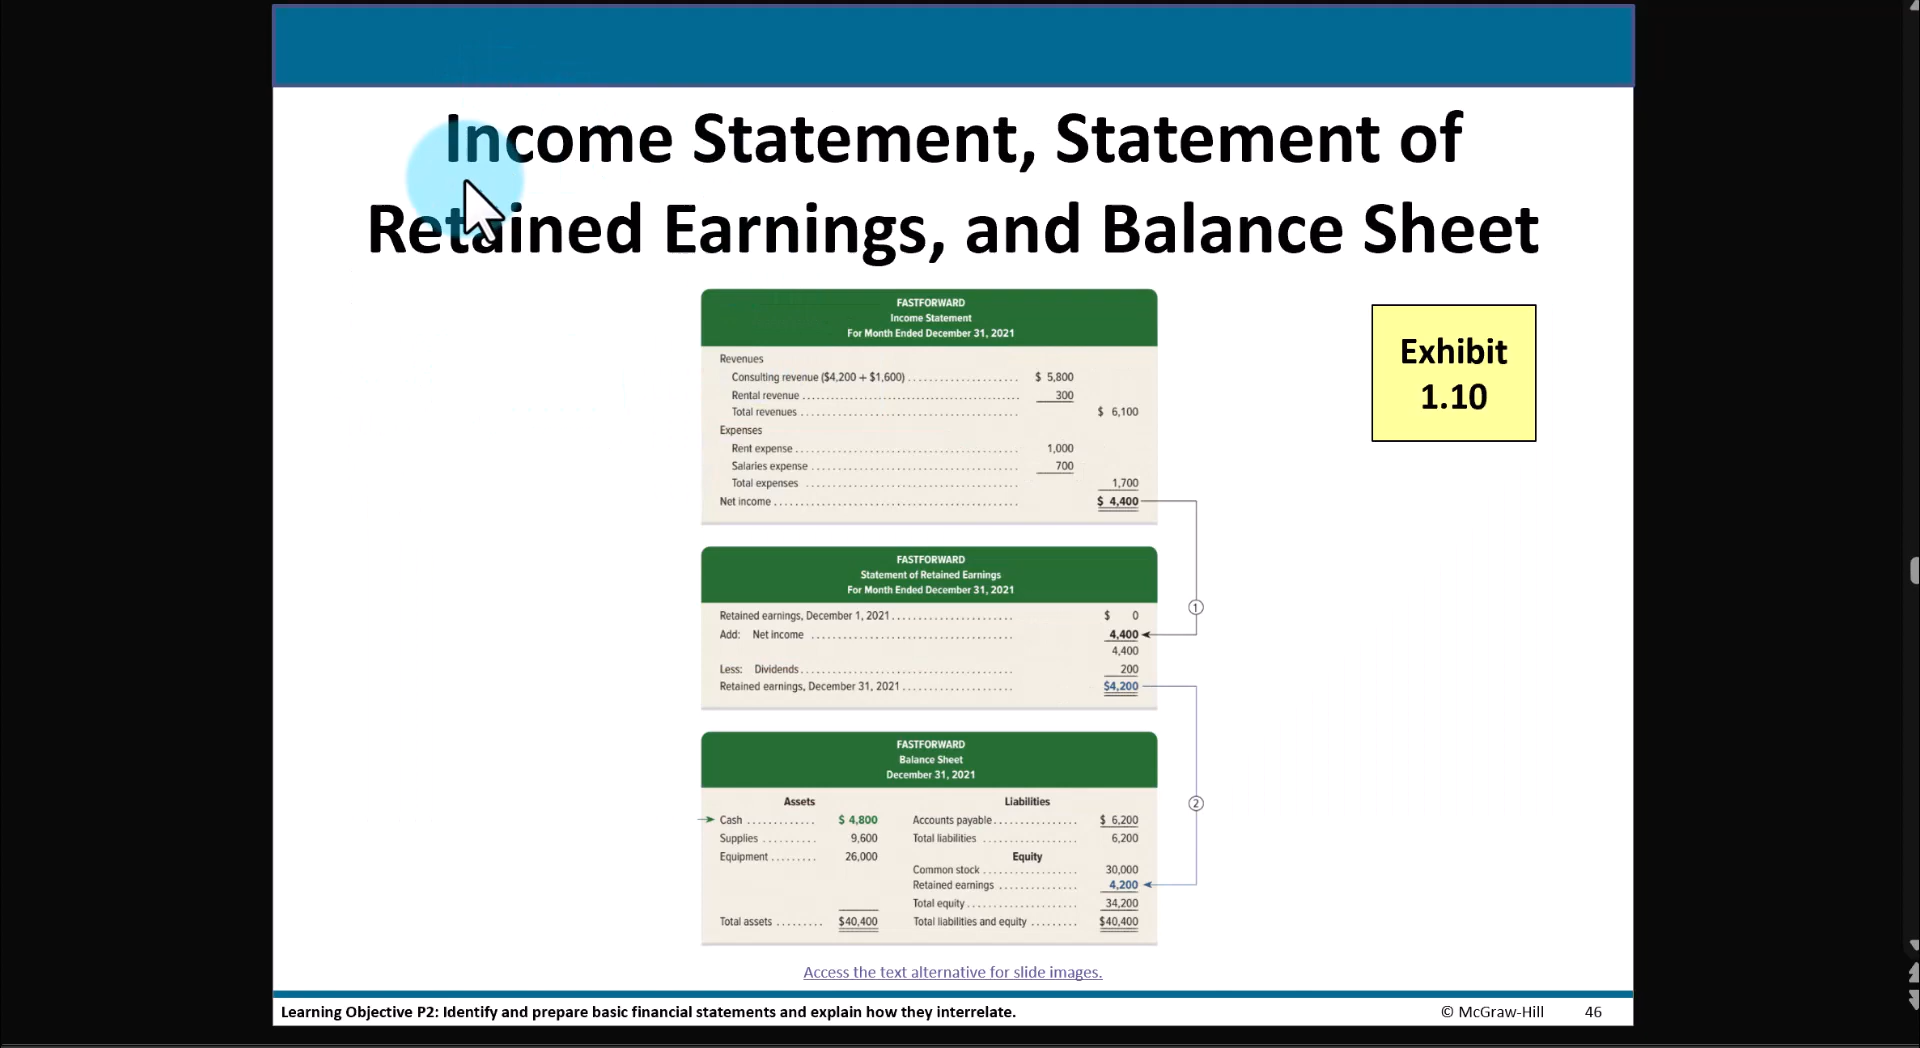 Income Statement, Statement of
Retained Earnings, and Balance Sheet
Exhibit
1.10
FASTFORWARD
Income Statement
For Month Ended December 31, 2021
Revenues
Consulting revenue ($4,200 + $1,600) ..................... $ 5,800
Rental revenue ..................... 300
Total revenues ..................... $ 6,100
Expenses
Rent expense ..................... 1,000
Salaries expense ..................... 700
Total expenses ..................... 1,700
Net income ..................... $ 4,400
FASTFORWARD
Statement of Retained Earnings
For Month Ended December 31, 2021
Retained earnings, December 1, 2021 ..................... $ 0
Add: Net income ..................... 4,400
4,400
Less: Dividends ..................... 200
Retained earnings, December 31, 2021 ..................... $4,200
1
FASTFORWARD
Balance Sheet
December 31, 2021
Assets Liabilities
Cash ............ $ 4,800 Accounts payable ............... $ 6,200
Supplies ......... 9,600 Total liabilities ................. 6,200
Equipment ......... 26,000 Equity
Common stock ................. 30,000
Retained earnings ............... 4,200
Total equity .................... 34,200
Total assets ......... $40,400 Total liabilities and equity ......... $40,400
2
Access the text alternative for slide images.
Learning Objective P2: Identify and prepare basic financial statements and explain how they interrelate.
© McGraw-Hill 46